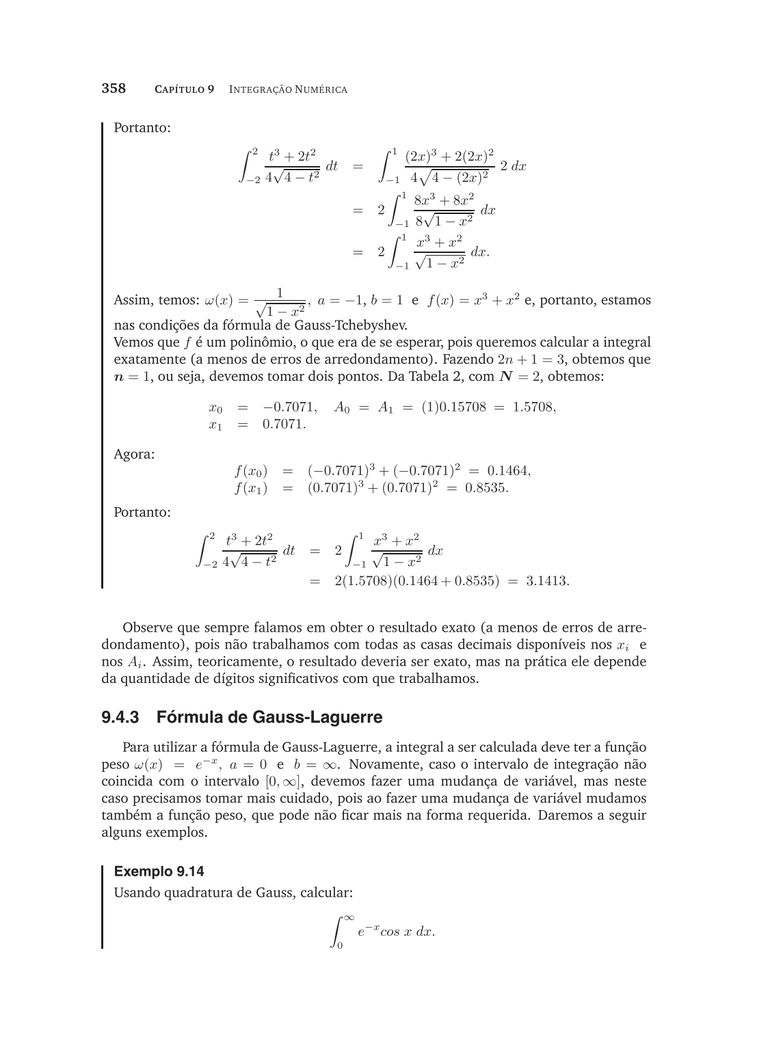 358 CAPÍTULO 9 INTEGRAÇÃO NUMÉRICA
Portanto:
\int_{-2}^{2} \frac{t^3 + 2t^2}{4\sqrt{4 - t^2}} dt = \int_{-1}^{1} \frac{(2x)^3 + 2(2x)^2}{4\sqrt{4 - (2x)^2}} 2 dx
= 2 \int_{-1}^{1} \frac{8x^3 + 8x^2}{8\sqrt{1 - x^2}} dx
= 2 \int_{-1}^{1} \frac{x^3 + x^2}{\sqrt{1 - x^2}} dx.
Assim, temos: ω(x) = \frac{1}{\sqrt{1 - x^2}}, a = −1, b = 1 e f(x) = x^3 + x^2 e, portanto, estamos
nas condições da fórmula de Gauss-Tchebyshev.
Vemos que f é um polinômio, o que era de se esperar, pois queremos calcular a integral
exatamente (a menos de erros de arredondamento). Fazendo 2n + 1 = 3, obtemos que
n = 1, ou seja, devemos tomar dois pontos. Da Tabela 2, com N = 2, obtemos:
x_0 = −0.7071, A_0 = A_1 = (1)0.15708 = 1.5708,
x_1 = 0.7071.
Agora:
f(x_0) = (−0.7071)^3 + (−0.7071)^2 = 0.1464,
f(x_1) = (0.7071)^3 + (0.7071)^2 = 0.8535.
Portanto:
\int_{-2}^{2} \frac{t^3 + 2t^2}{4\sqrt{4 - t^2}} dt = 2 \int_{-1}^{1} \frac{x^3 + x^2}{\sqrt{1 - x^2}} dx
= 2(1.5708)(0.1464 + 0.8535) = 3.1413.
Observe que sempre falamos em obter o resultado exato (a menos de erros de arre-
dondamento), pois não trabalhamos com todas as casas decimais disponíveis nos x_i e
nos A_i. Assim, teoricamente, o resultado deveria ser exato, mas na prática ele depende
da quantidade de dígitos significativos com que trabalhamos.
9.4.3 Fórmula de Gauss-Laguerre
Para utilizar a fórmula de Gauss-Laguerre, a integral a ser calculada deve ter a função
peso ω(x) = e^{−x}, a = 0 e b = ∞. Novamente, caso o intervalo de integração não
coincida com o intervalo [0, ∞], devemos fazer uma mudança de variável, mas neste
caso precisamos tomar mais cuidado, pois ao fazer uma mudança de variável mudamos
também a função peso, que pode não ficar mais na forma requerida. Daremos a seguir
alguns exemplos.
Exemplo 9.14
Usando quadratura de Gauss, calcular:
\int_{0}^{∞} e^{−x} cos x dx.